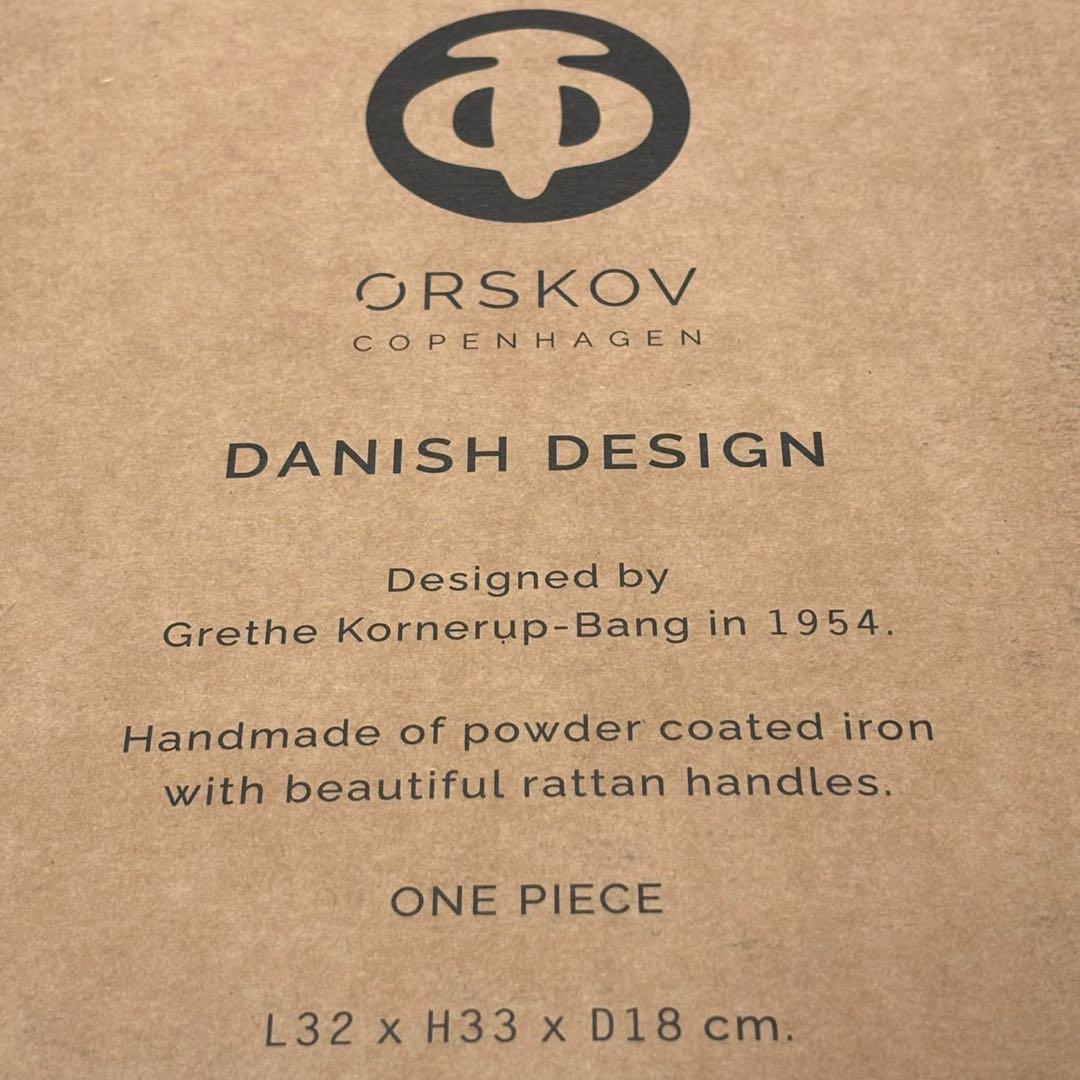 ORSKOV
COPENHAGEN
DANISH DESIGN
Designed by
Grethe Kornerup-Bang in 1954.
Handmade of powder coated iron
with beautiful rattan handles.
ONE PIECE
L32 x H33 x D18 cm.